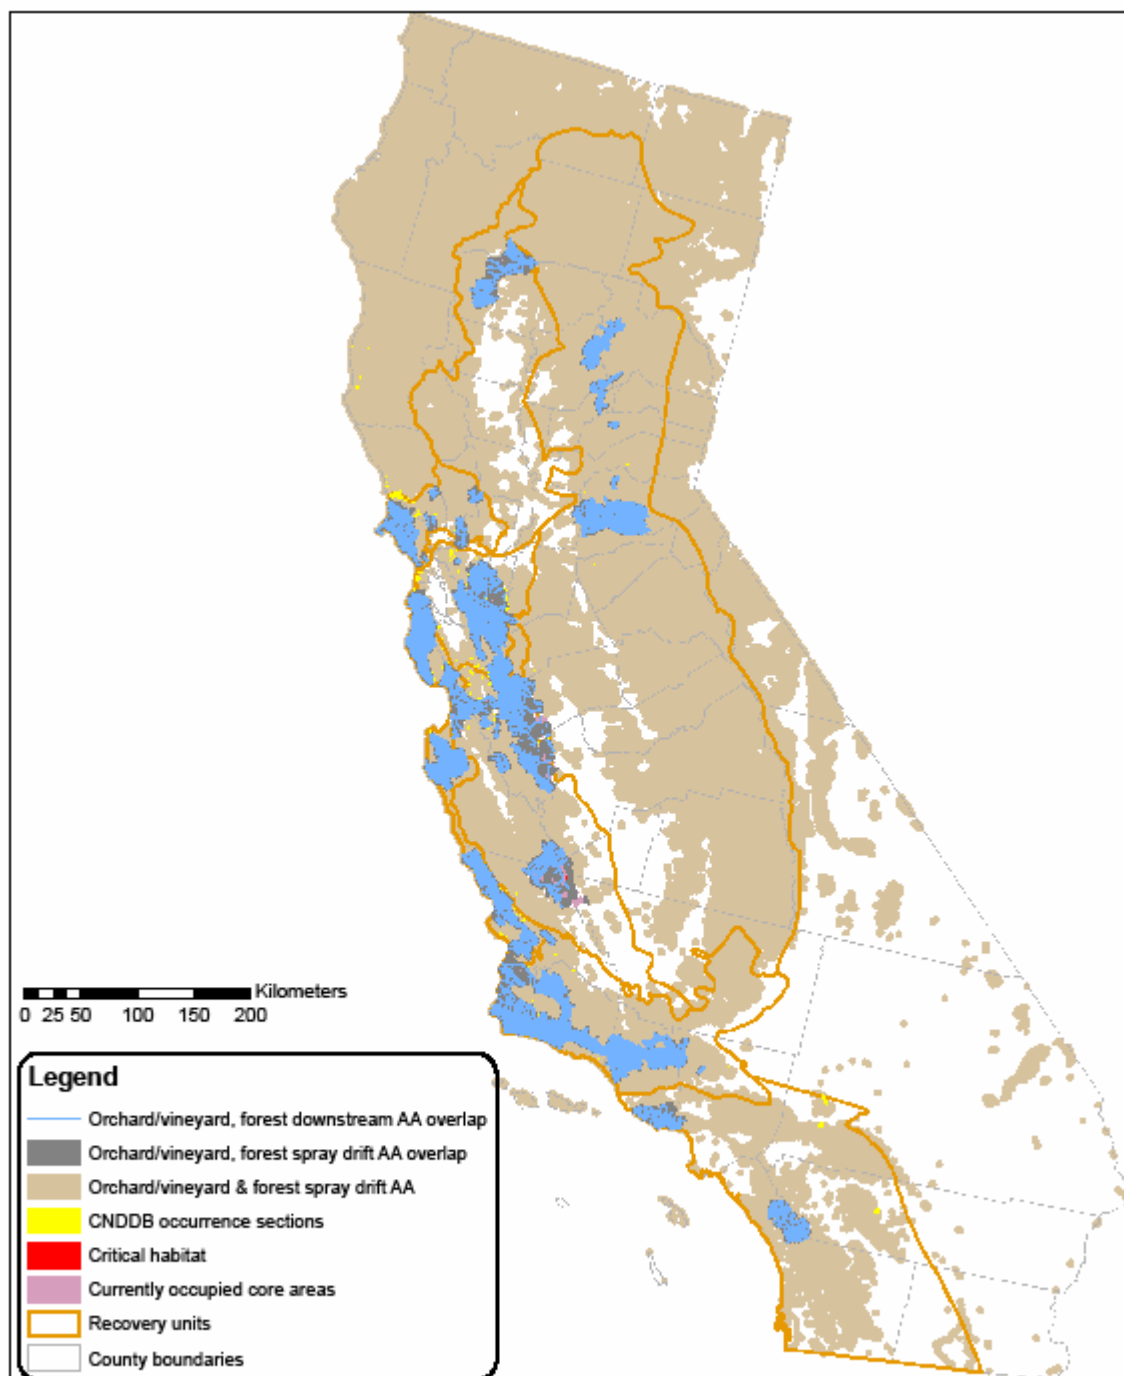 Kilometers
0 25 50 100 150 200
Legend
Orchard/vineyard, forest downstream AA overlap
Orchard/vineyard, forest spray drift AA overlap
Orchard/vineyard & forest spray drift AA
CNDDB occurrence sections
Critical habitat
Currently occupied core areas
Recovery units
County boundaries